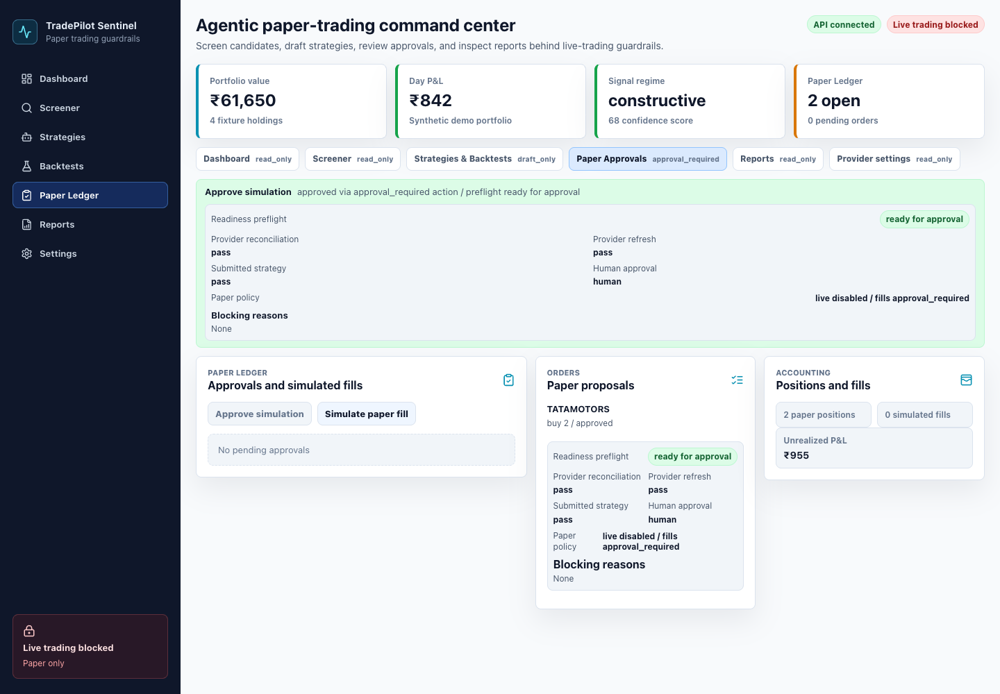 TradePilot Sentinel
Paper trading guardrails
Dashboard
Screener
Strategies
Backtests
Paper Ledger
Reports
Settings
Live trading blocked
Paper only
Agentic paper-trading command center
API connected
Live trading blocked
Screen candidates, draft strategies, review approvals, and inspect reports behind live-trading guardrails.
Portfolio value
₹61,650
4 fixture holdings
Day P&L
₹842
Synthetic demo portfolio
Signal regime
constructive
68 confidence score
Paper Ledger
2 open
0 pending orders
Dashboard read_only
Screener read_only
Strategies & Backtests draft_only
Paper Approvals approval_required
Reports read_only
Provider settings read_only
Approve simulation approved via approval_required action / preflight ready for approval
Readiness preflight
ready for approval
Provider reconciliation
pass
Provider refresh
pass
Submitted strategy
pass
Human approval
human
Paper policy
live disabled / fills approval_required
Blocking reasons
None
PAPER LEDGER
Approvals and simulated fills
Approve simulation
Simulate paper fill
No pending approvals
ORDERS
Paper proposals
TATAMOTORS
buy 2 / approved
Readiness preflight
ready for approval
Provider reconciliation
pass
Provider refresh
pass
Submitted strategy
pass
Human approval
human
Paper
policy
live disabled / fills
approval_required
Blocking reasons
None
ACCOUNTING
Positions and fills
2 paper positions
0 simulated fills
Unrealized P&L
₹955